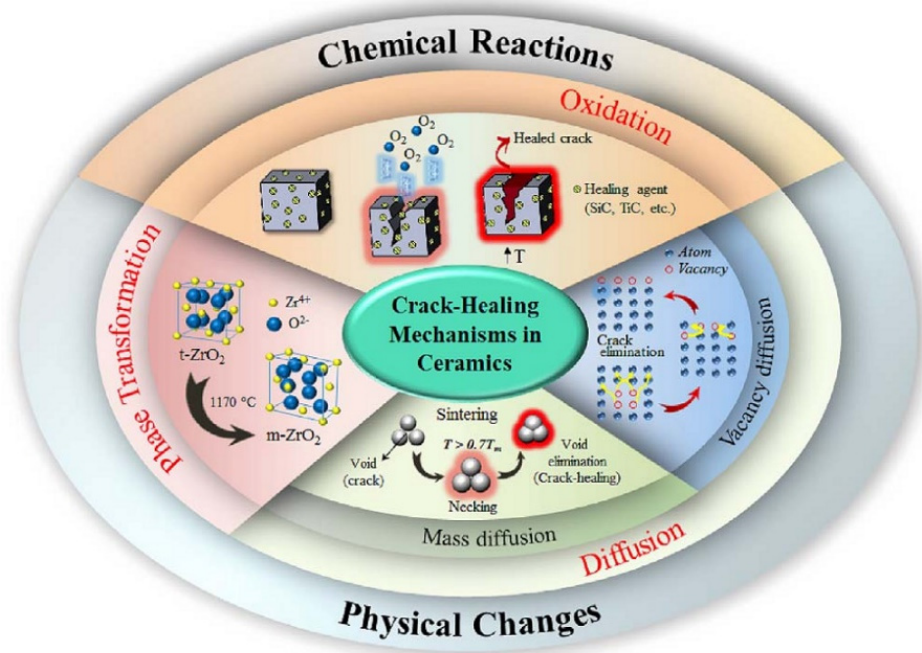 Chemical Reactions
Oxidation
O₂
O₂
O₂
O₂
Healed crack
Healing agent
(SiC, TiC, etc.)
↑T
Phase Transformation
Zr⁴⁺
O²⁻
t-ZrO₂
1170 °C
m-ZrO₂
Crack-Healing
Mechanisms in
Ceramics
Atom
Vacancy
Crack
elimination
Vacancy diffusion
Sintering
T > 0.7Tₘ
Void
(crack)
Necking
Void
elimination
(Crack-healing)
Mass diffusion
Diffusion
Physical Changes